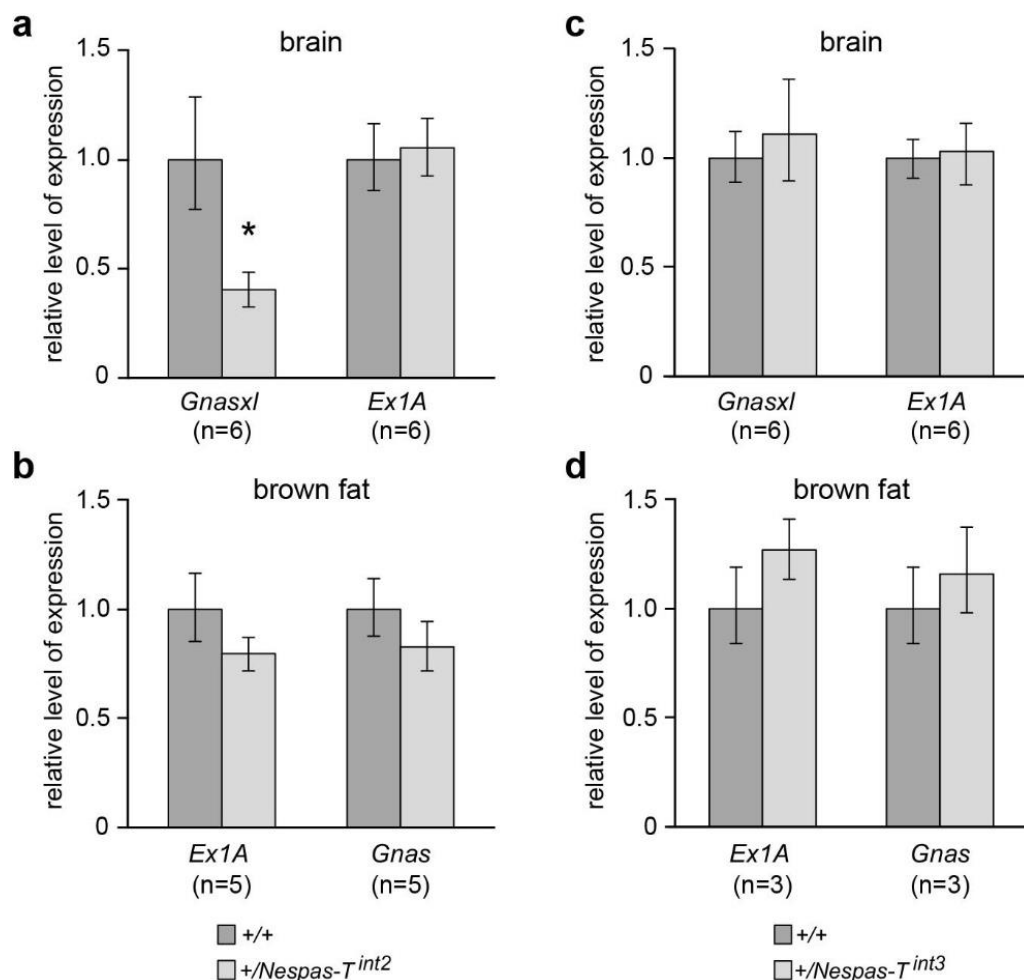 a
brain
relative level of expression
1.5
1.0
0.5
0
*
Gnasxl
(n=6)
Ex1A
(n=6)
b
brown fat
relative level of expression
1.5
1.0
0.5
0
Ex1A
(n=5)
Gnas
(n=5)
+/+
+/Nespas-T int2
c
brain
relative level of expression
1.5
1.0
0.5
0
Gnasxl
(n=6)
Ex1A
(n=6)
d
brown fat
relative level of expression
1.5
1.0
0.5
0
Ex1A
(n=3)
Gnas
(n=3)
+/+
+/Nespas-T int3